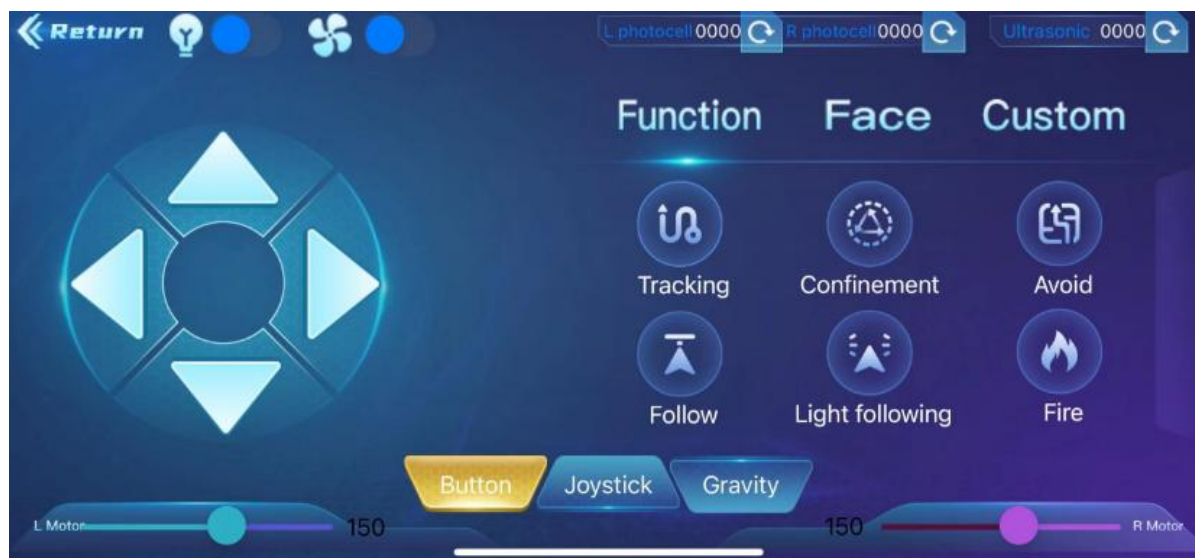 Return L photocell 0000 R photocell 0000 Ultrasonic 0000
Function Face Custom
Tracking Confinement Avoid
Follow Light following Fire
Button Joystick Gravity
L Motor 150 150 R Motor